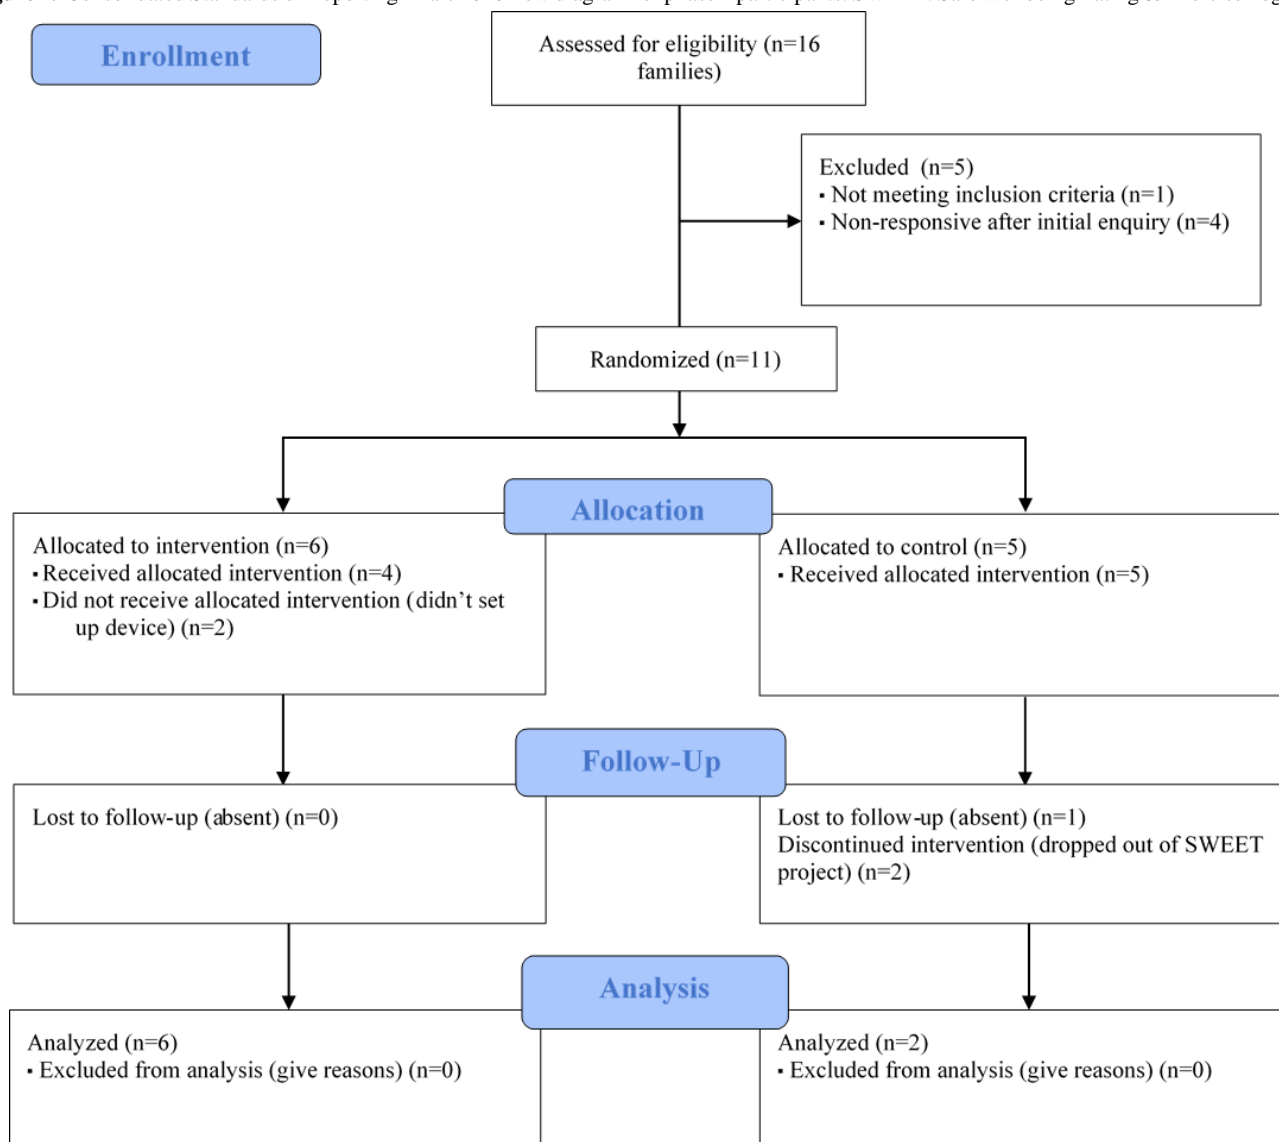 Enrollment
Assessed for eligibility (n=16
families)
Excluded (n=5)
▪ Not meeting inclusion criteria (n=1)
▪ Non-responsive after initial enquiry (n=4)
Randomized (n=11)
Allocation
Allocated to intervention (n=6)
▪ Received allocated intervention (n=4)
▪ Did not receive allocated intervention (didn’t set
up device) (n=2)
Allocated to control (n=5)
▪ Received allocated intervention (n=5)
Follow-Up
Lost to follow-up (absent) (n=0)
Lost to follow-up (absent) (n=1)
Discontinued intervention (dropped out of SWEET
project) (n=2)
Analysis
Analyzed (n=6)
▪ Excluded from analysis (give reasons) (n=0)
Analyzed (n=2)
▪ Excluded from analysis (give reasons) (n=0)